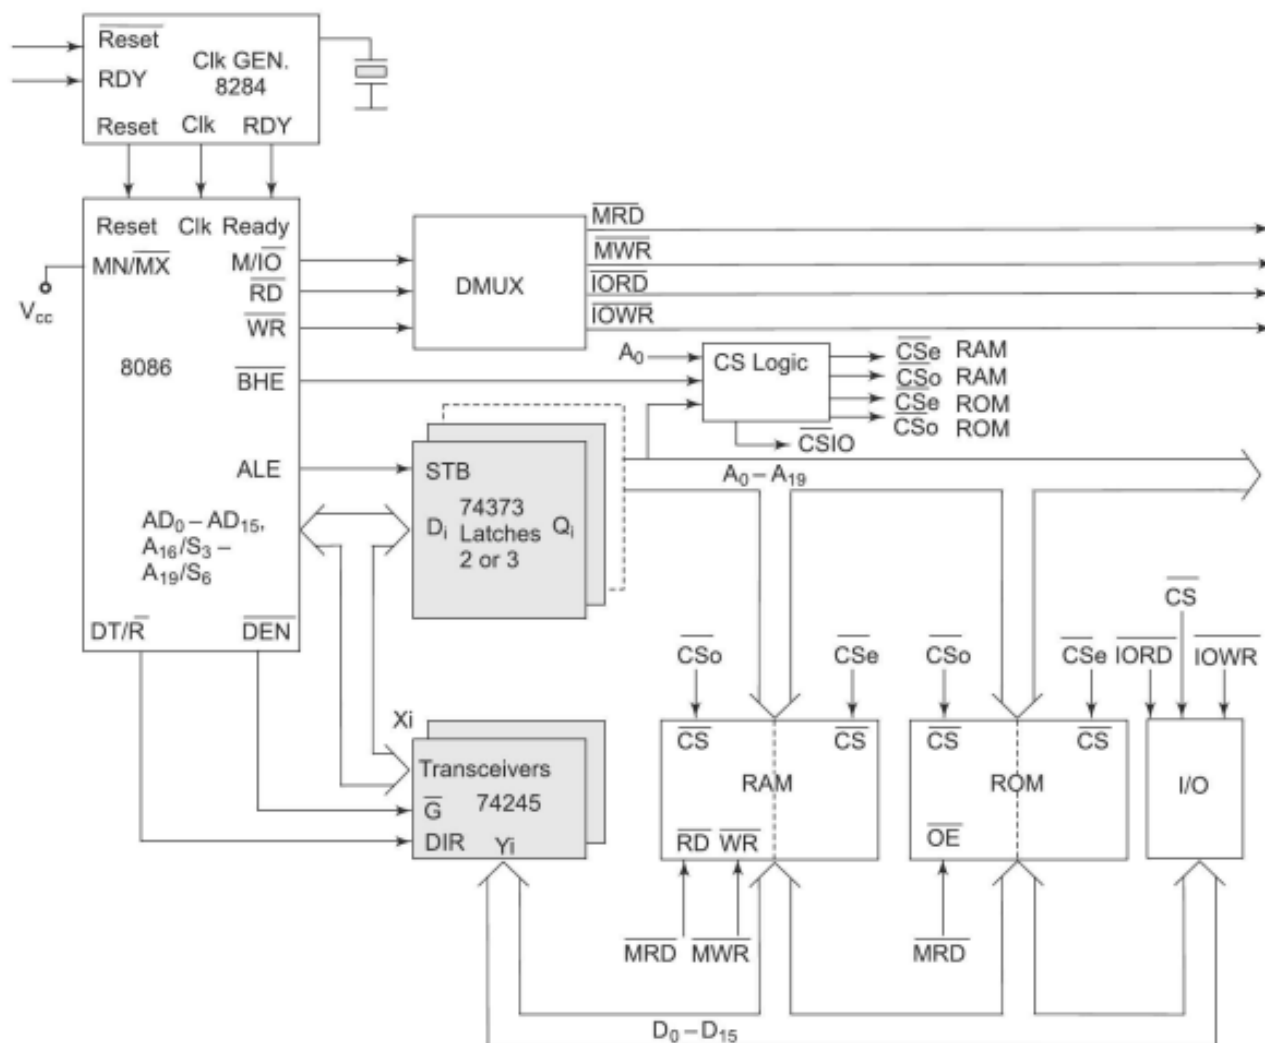 Reset
RDY
Clk GEN.
8284
Reset Clk RDY
Reset Clk Ready
MN/MX
M/IO
RD
WR
Vcc
8086
BHE
ALE
AD0 – AD15,
A16/S3 –
A19/S6
DT/R
DEN
DMUX
MRD
MWR
IORD
IOWR
A0
CS Logic
CSe RAM
CSo RAM
CSe ROM
CSo ROM
CSIO
A0 – A19
STB
74373
Di Latches Qi
2 or 3
Xi
Transceivers
74245
G
DIR
Yi
CSo
CSe
CSo
CSe
IORD
CS
IOWR
CS
CS
RAM
RD WR
MRD MWR
CS
CS
ROM
OE
MRD
I/O
D0 – D15